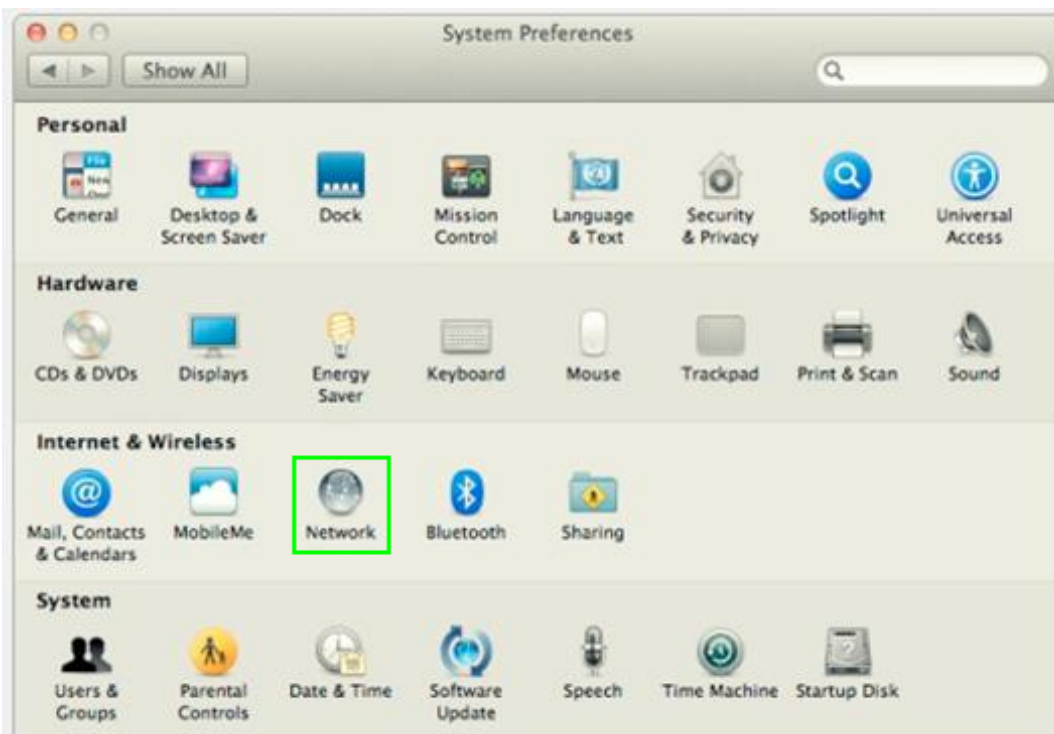 System Preferences
Show All
Personal
General
Desktop &
Screen Saver
Dock
Mission
Control
Language
& Text
Security
& Privacy
Spotlight
Universal
Access
Hardware
CDs & DVDs
Displays
Energy
Saver
Keyboard
Mouse
Trackpad
Print & Scan
Sound
Internet & Wireless
Mail, Contacts
& Calendars
MobileMe
Network
Bluetooth
Sharing
System
Users &
Groups
Parental
Controls
Date & Time
Software
Update
Speech
Time Machine
Startup Disk